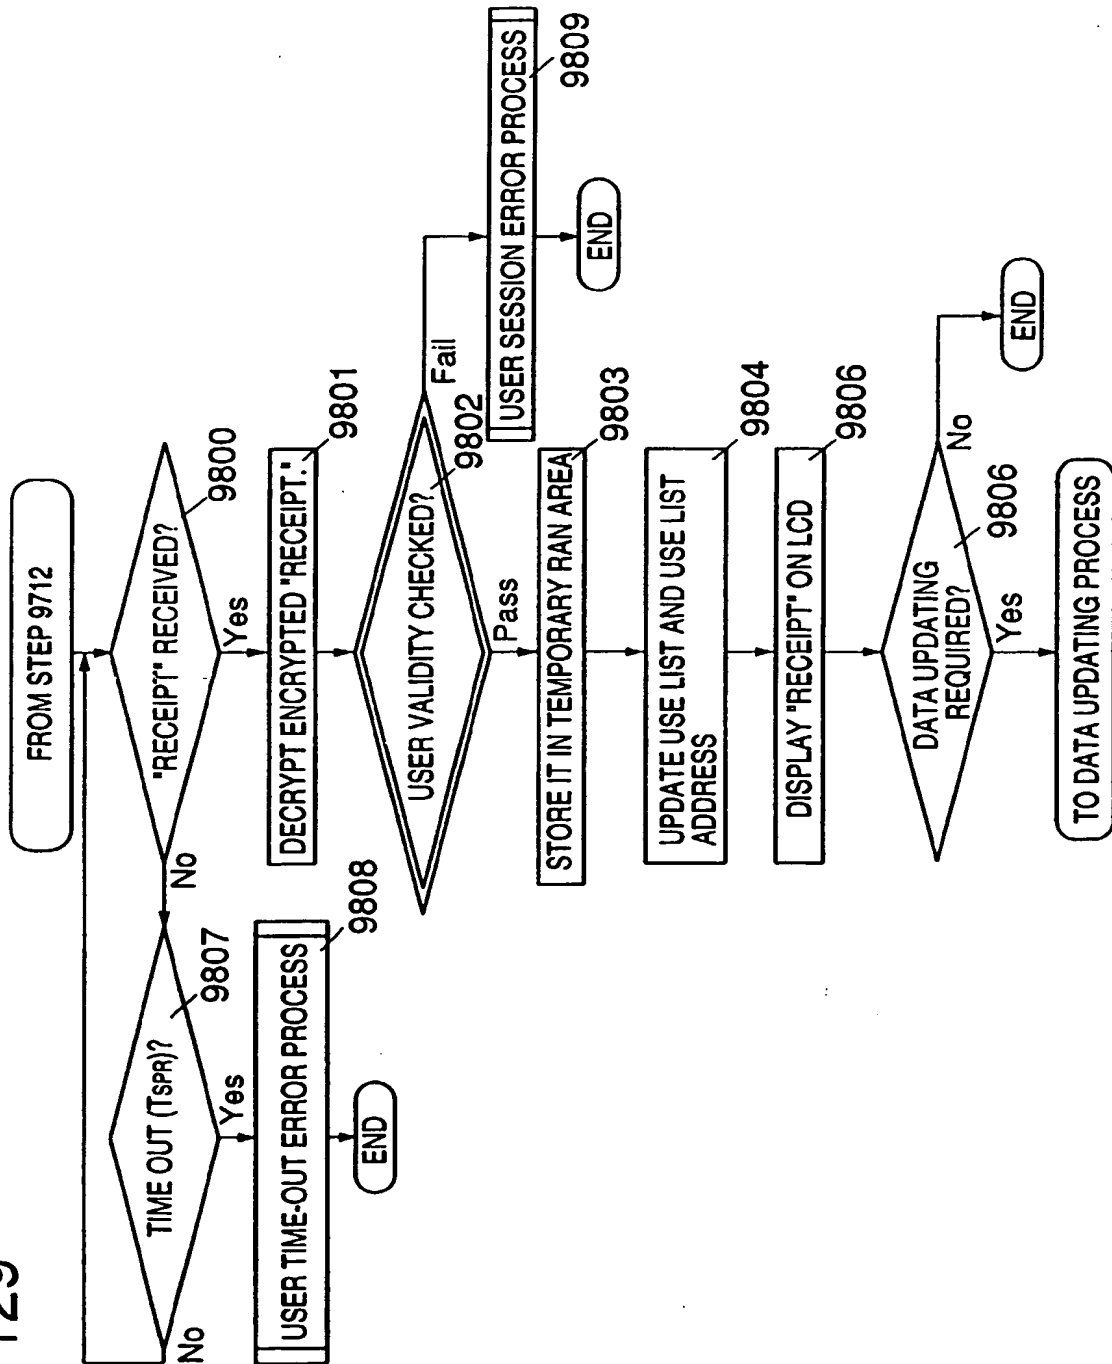 129
FROM STEP 9712
"RECEIPT" RECEIVED?
9800
Yes
No
TIME OUT (TSPR)?
9807
No
Yes
USER TIME-OUT ERROR PROCESS
9808
END
DECRYPT ENCRYPTED "RECEIPT."
9801
USER VALIDITY CHECKED?
9802
Fail
Pass
USER SESSION ERROR PROCESS
9809
END
STORE IT IN TEMPORARY RAN AREA
9803
UPDATE USE LIST AND USE LIST
ADDRESS
9804
DISPLAY "RECEIPT" ON LCD
9806
DATA UPDATING
REQUIRED?
9806
No
END
Yes
TO DATA UPDATING PROCESS